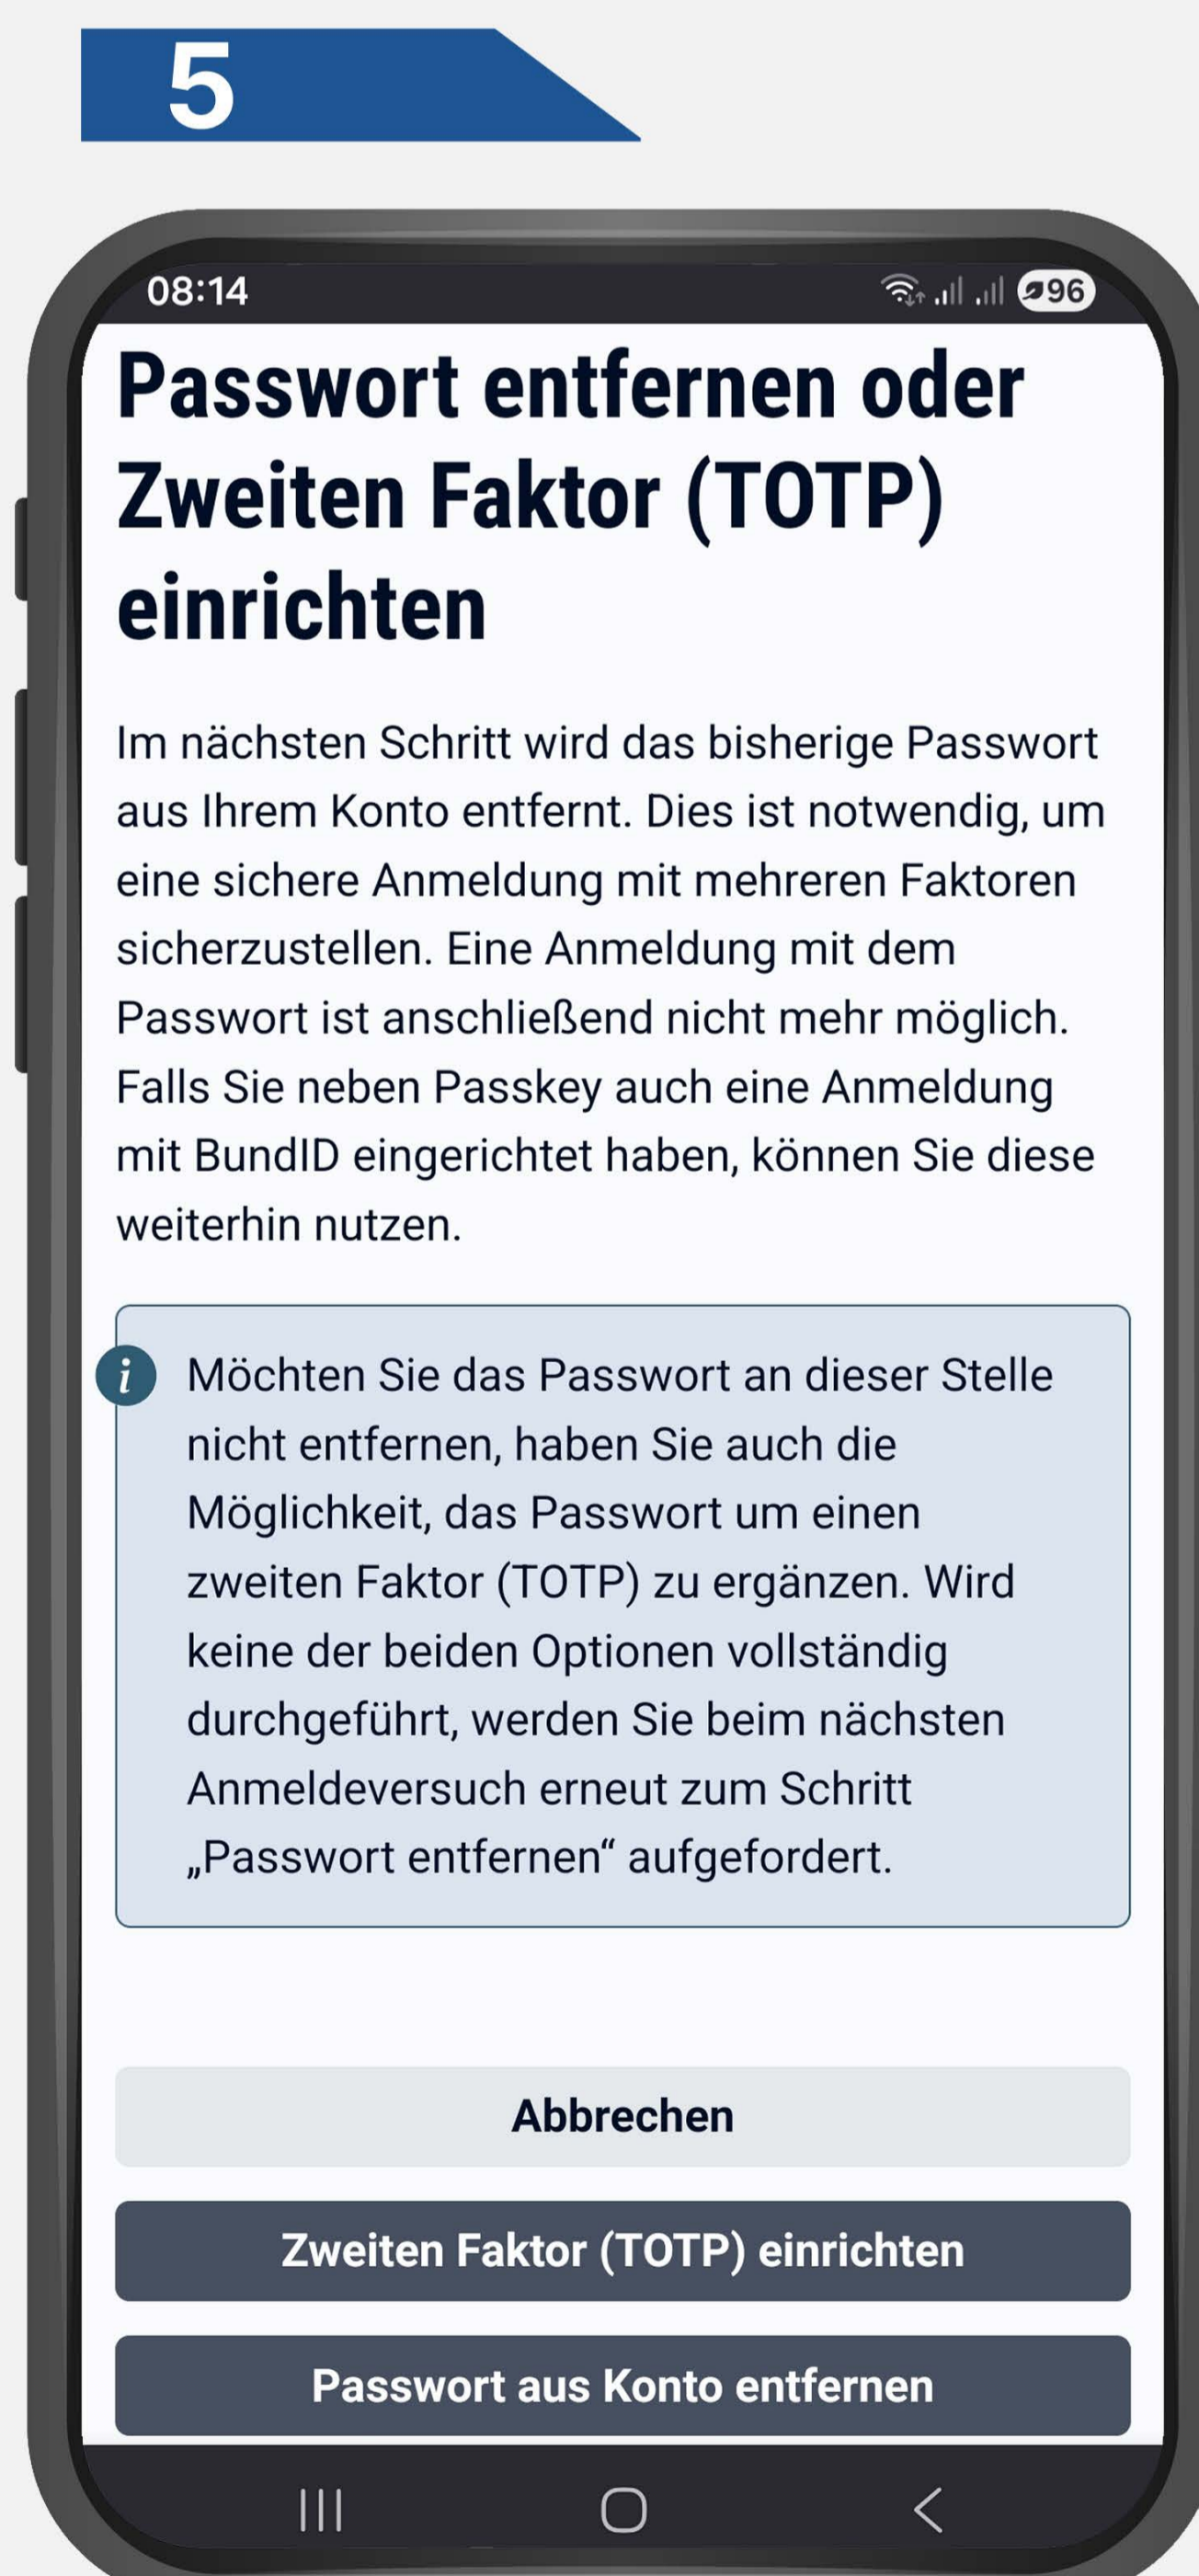 5
08:14
96
Passwort entfernen oder
Zweiten Faktor (TOTP)
einrichten
Im nächsten Schritt wird das bisherige Passwort
aus Ihrem Konto entfernt. Dies ist notwendig, um
eine sichere Anmeldung mit mehreren Faktoren
sicherzustellen. Eine Anmeldung mit dem
Passwort ist anschließend nicht mehr möglich.
Falls Sie neben Passkey auch eine Anmeldung
mit BundID eingerichtet haben, können Sie diese
weiterhin nutzen.
i
Möchten Sie das Passwort an dieser Stelle
nicht entfernen, haben Sie auch die
Möglichkeit, das Passwort um einen
zweiten Faktor (TOTP) zu ergänzen. Wird
keine der beiden Optionen vollständig
durchgeführt, werden Sie beim nächsten
Anmeldeversuch erneut zum Schritt
„Passwort entfernen“ aufgefordert.
Abbrechen
Zweiten Faktor (TOTP) einrichten
Passwort aus Konto entfernen